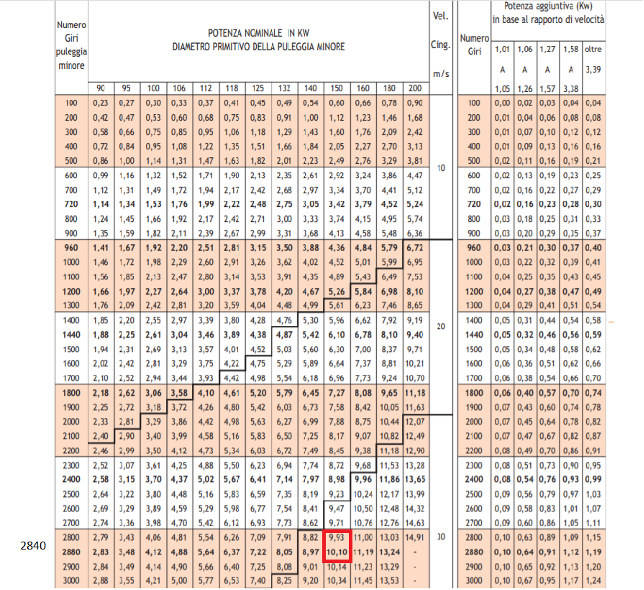 Numero Giri puleggia minore
POTENZA NOMINALE IN KW
DIAMETRO PRIMITIVO DELLA PULEGGIA MINORE
Vel. Cing. m/s
Numero Giri
Potenza aggiuntiva (Kw)
in base al rapporto di velocità
1,01 1,06 1,27 1,58 oltre
A A A A 3,39
1,05 1,26 1,57 3,38
90 95 100 106 112 118 125 132 140 150 160 180 200
100 0,23 0,27 0,30 0,33 0,37 0,41 0,45 0,49 0,54 0,60 0,66 0,78 0,90 100 0,00 0,02 0,03 0,04 0,04
200 0,42 0,47 0,53 0,60 0,68 0,75 0,83 0,91 1,00 1,12 1,23 1,46 1,68 200 0,01 0,04 0,06 0,08 0,08
300 0,58 0,66 0,75 0,85 0,95 1,06 1,18 1,29 1,43 1,60 1,76 2,09 2,42 300 0,01 0,07 0,10 0,12 0,12
400 0,72 0,84 0,95 1,08 1,22 1,35 1,51 1,66 1,84 2,05 2,27 2,70 3,13 400 0,01 0,09 0,13 0,16 0,16
500 0,86 1,00 1,14 1,31 1,47 1,63 1,82 2,01 2,23 2,49 2,76 3,29 3,81 500 0,02 0,11 0,16 0,19 0,21
10
600 0,99 1,16 1,32 1,52 1,71 1,90 2,13 2,35 2,61 2,92 3,24 3,86 4,47 600 0,02 0,13 0,19 0,23 0,25
700 1,12 1,31 1,49 1,72 1,94 2,17 2,42 2,68 2,97 3,34 3,70 4,41 5,12 700 0,02 0,16 0,22 0,27 0,29
720 1,14 1,34 1,53 1,76 1,99 2,22 2,48 2,75 3,05 3,42 3,79 4,52 5,24 720 0,02 0,16 0,23 0,28 0,30
800 1,24 1,45 1,66 1,92 2,17 2,42 2,71 3,00 3,33 3,74 4,15 4,95 5,74 800 0,03 0,18 0,25 0,31 0,33
900 1,35 1,59 1,82 2,11 2,39 2,67 2,99 3,31 3,68 4,13 4,58 5,48 6,36 900 0,03 0,20 0,29 0,35 0,37
960 1,41 1,67 1,92 2,20 2,51 2,81 3,15 3,50 3,88 4,36 4,84 5,79 6,72 960 0,03 0,21 0,30 0,37 0,40
1000 1,46 1,72 1,98 2,29 2,60 2,91 3,26 3,62 4,02 4,52 5,01 5,99 6,95 1000 0,03 0,22 0,32 0,39 0,41
1100 1,56 1,85 2,13 2,47 2,80 3,14 3,53 3,91 4,35 4,89 5,43 6,49 7,53 1100 0,04 0,25 0,35 0,43 0,45
1200 1,66 1,97 2,27 2,64 3,00 3,37 3,78 4,20 4,67 5,26 5,84 6,98 8,10 1200 0,04 0,27 0,38 0,47 0,49
1300 1,76 2,09 2,42 2,81 3,20 3,59 4,04 4,48 4,99 5,61 6,23 7,46 8,65 1300 0,04 0,29 0,41 0,51 0,54
20
1400 1,85 2,20 2,55 2,97 3,39 3,80 4,28 4,76 5,30 5,96 6,62 7,92 9,19 1400 0,05 0,31 0,44 0,54 0,58
1440 1,88 2,25 2,61 3,04 3,46 3,89 4,38 4,87 5,42 6,10 6,78 8,10 9,40 1440 0,05 0,32 0,46 0,56 0,59
1500 1,94 2,31 2,69 3,13 3,57 4,01 4,52 5,03 5,60 6,30 7,00 8,37 9,71 1500 0,05 0,34 0,48 0,58 0,62
1600 2,02 2,42 2,81 3,29 3,75 4,22 4,75 5,29 5,89 6,64 7,37 8,81 10,21 1600 0,06 0,36 0,51 0,62 0,66
1700 2,10 2,52 2,94 3,44 3,93 4,42 4,98 5,54 6,18 6,96 7,73 9,24 10,70 1700 0,06 0,38 0,54 0,66 0,70
1800 2,18 2,62 3,06 3,58 4,10 4,61 5,20 5,79 6,45 7,27 8,08 9,65 11,18 1800 0,06 0,40 0,57 0,70 0,74
1900 2,25 2,72 3,18 3,72 4,26 4,80 5,42 6,03 6,73 7,58 8,42 10,05 11,63 1900 0,07 0,43 0,60 0,74 0,78
2000 2,33 2,81 3,29 3,86 4,42 4,98 5,63 6,27 6,99 7,88 8,75 10,44 12,07 2000 0,07 0,45 0,64 0,78 0,82
2100 2,40 2,90 3,40 3,99 4,58 5,16 5,83 6,50 7,25 8,17 9,07 10,82 12,49 2100 0,07 0,47 0,67 0,82 0,87
2200 2,46 2,99 3,50 4,12 4,73 5,34 6,03 6,72 7,49 8,45 9,38 11,18 12,90 2200 0,08 0,49 0,70 0,86 0,91
2300 2,52 3,07 3,61 4,25 4,88 5,50 6,23 6,94 7,74 8,72 9,68 11,53 13,28 2300 0,08 0,51 0,73 0,90 0,95
2400 2,58 3,15 3,70 4,37 5,02 5,67 6,41 7,14 7,97 8,98 9,96 11,86 13,65 2400 0,08 0,54 0,76 0,93 0,99
2500 2,64 3,22 3,80 4,48 5,16 5,83 6,59 7,35 8,19 9,23 10,24 12,17 13,99 2500 0,09 0,56 0,79 0,97 1,03
2600 2,69 3,29 3,89 4,59 5,29 5,98 6,77 7,54 8,41 9,47 10,50 12,48 14,32 2600 0,09 0,58 0,83 1,01 1,07
2700 2,74 3,36 3,98 4,70 5,42 6,12 6,93 7,73 8,62 9,71 10,76 12,76 14,63 2700 0,09 0,60 0,86 1,05 1,11
30
2800 2,79 3,43 4,06 4,81 5,54 6,26 7,09 7,91 8,82 9,93 11,00 13,03 14,91 2800 0,10 0,63 0,89 1,09 1,15
2840
2880 2,83 3,48 4,12 4,88 5,64 6,37 7,22 8,05 8,97 10,10 11,19 13,24 - 2880 0,10 0,64 0,91 1,12 1,19
2900 2,84 3,49 4,14 4,90 5,66 6,40 7,25 8,08 9,01 10,14 11,23 13,29 - 2900 0,10 0,65 0,92 1,13 1,20
3000 2,88 3,55 4,21 5,00 5,77 6,53 7,40 8,25 9,20 10,34 11,45 13,53 - 3000 0,10 0,67 0,95 1,17 1,24